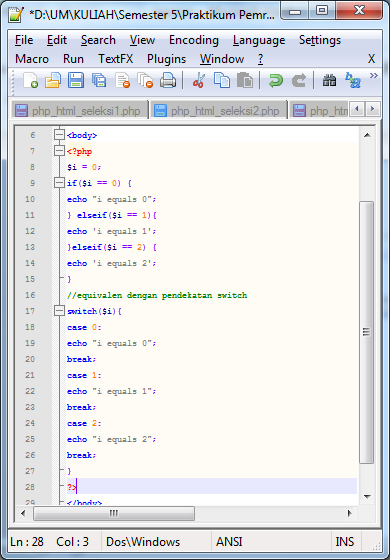 *D:\UM\KULIAH\Semester 5\Praktikum Pemr...
File Edit Search View Encoding Language Settings
Macro Run TextFX Plugins Window ? X
php_html_seleksi1.php php_html_seleksi2.php php_htm
6 <body>
7 <?php
8 $i = 0;
9 if($i == 0) {
10 echo "i equals 0";
11 } elseif($i == 1){
12 echo 'i equals 1';
13 }elseif($i == 2) {
14 echo 'i equals 2';
15 }
16 //equivalen dengan pendekatan switch
17 switch($i){
18 case 0:
19 echo "i equals 0";
20 break;
21 case 1:
22 echo "i equals 1";
23 break;
24 case 2:
25 echo "i equals 2";
26 break;
27 }
28 ?>
29 </body>
Ln : 28 Col : 3 Dos\Windows ANSI INS